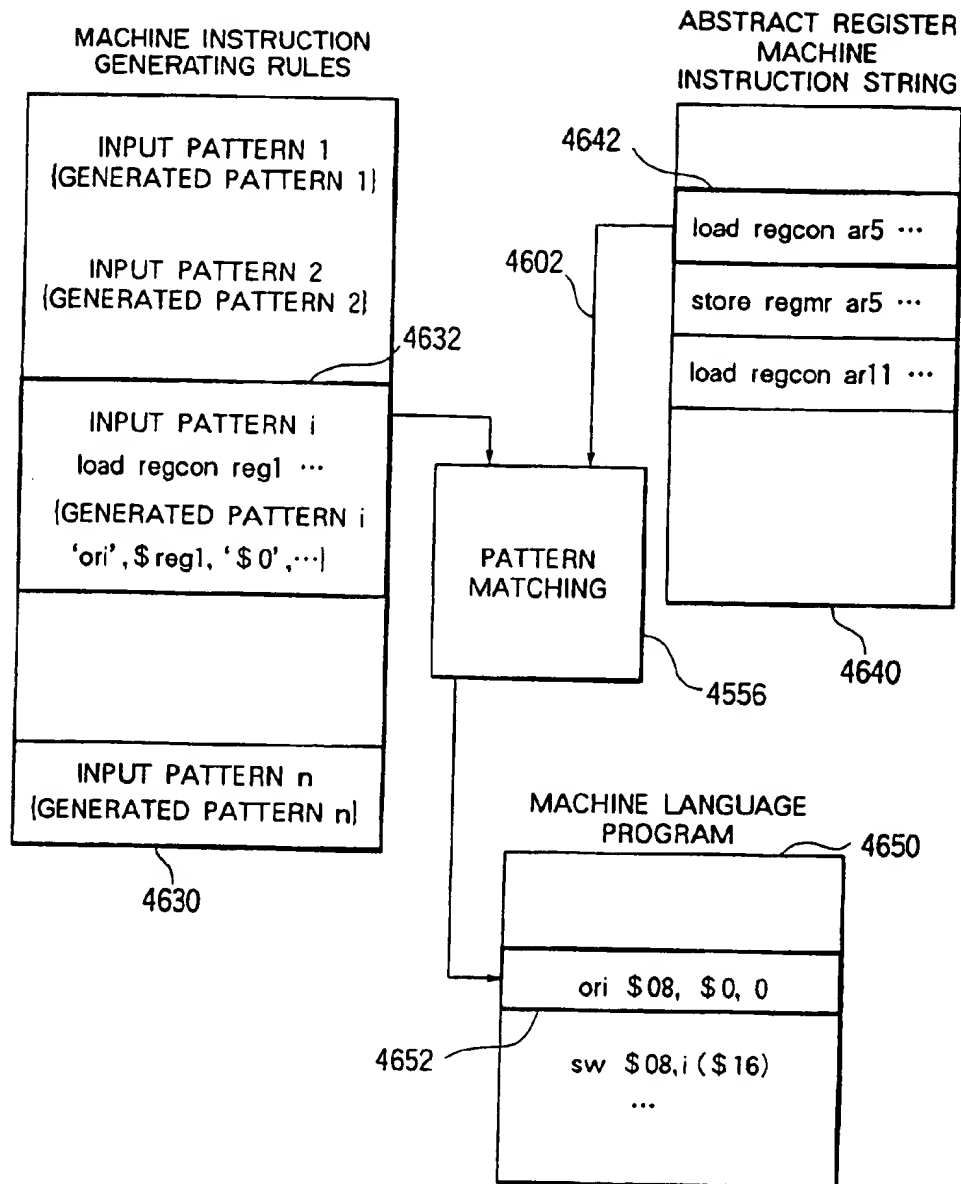 MACHINE INSTRUCTION
GENERATING RULES
INPUT PATTERN 1
{GENERATED PATTERN 1}
INPUT PATTERN 2
{GENERATED PATTERN 2}
4632
INPUT PATTERN i
load regcon reg1 ···
{GENERATED PATTERN i
‘ori’, $reg1, ‘$0’, ···}
INPUT PATTERN n
{GENERATED PATTERN n}
4630
ABSTRACT REGISTER
MACHINE
INSTRUCTION STRING
4642
load regcon ar5 ···
4602
store regmr ar5 ···
load regcon ar11 ···
4640
PATTERN
MATCHING
4556
MACHINE LANGUAGE
PROGRAM
4650
ori $08, $0, 0
4652
sw $08, i ($16)
···